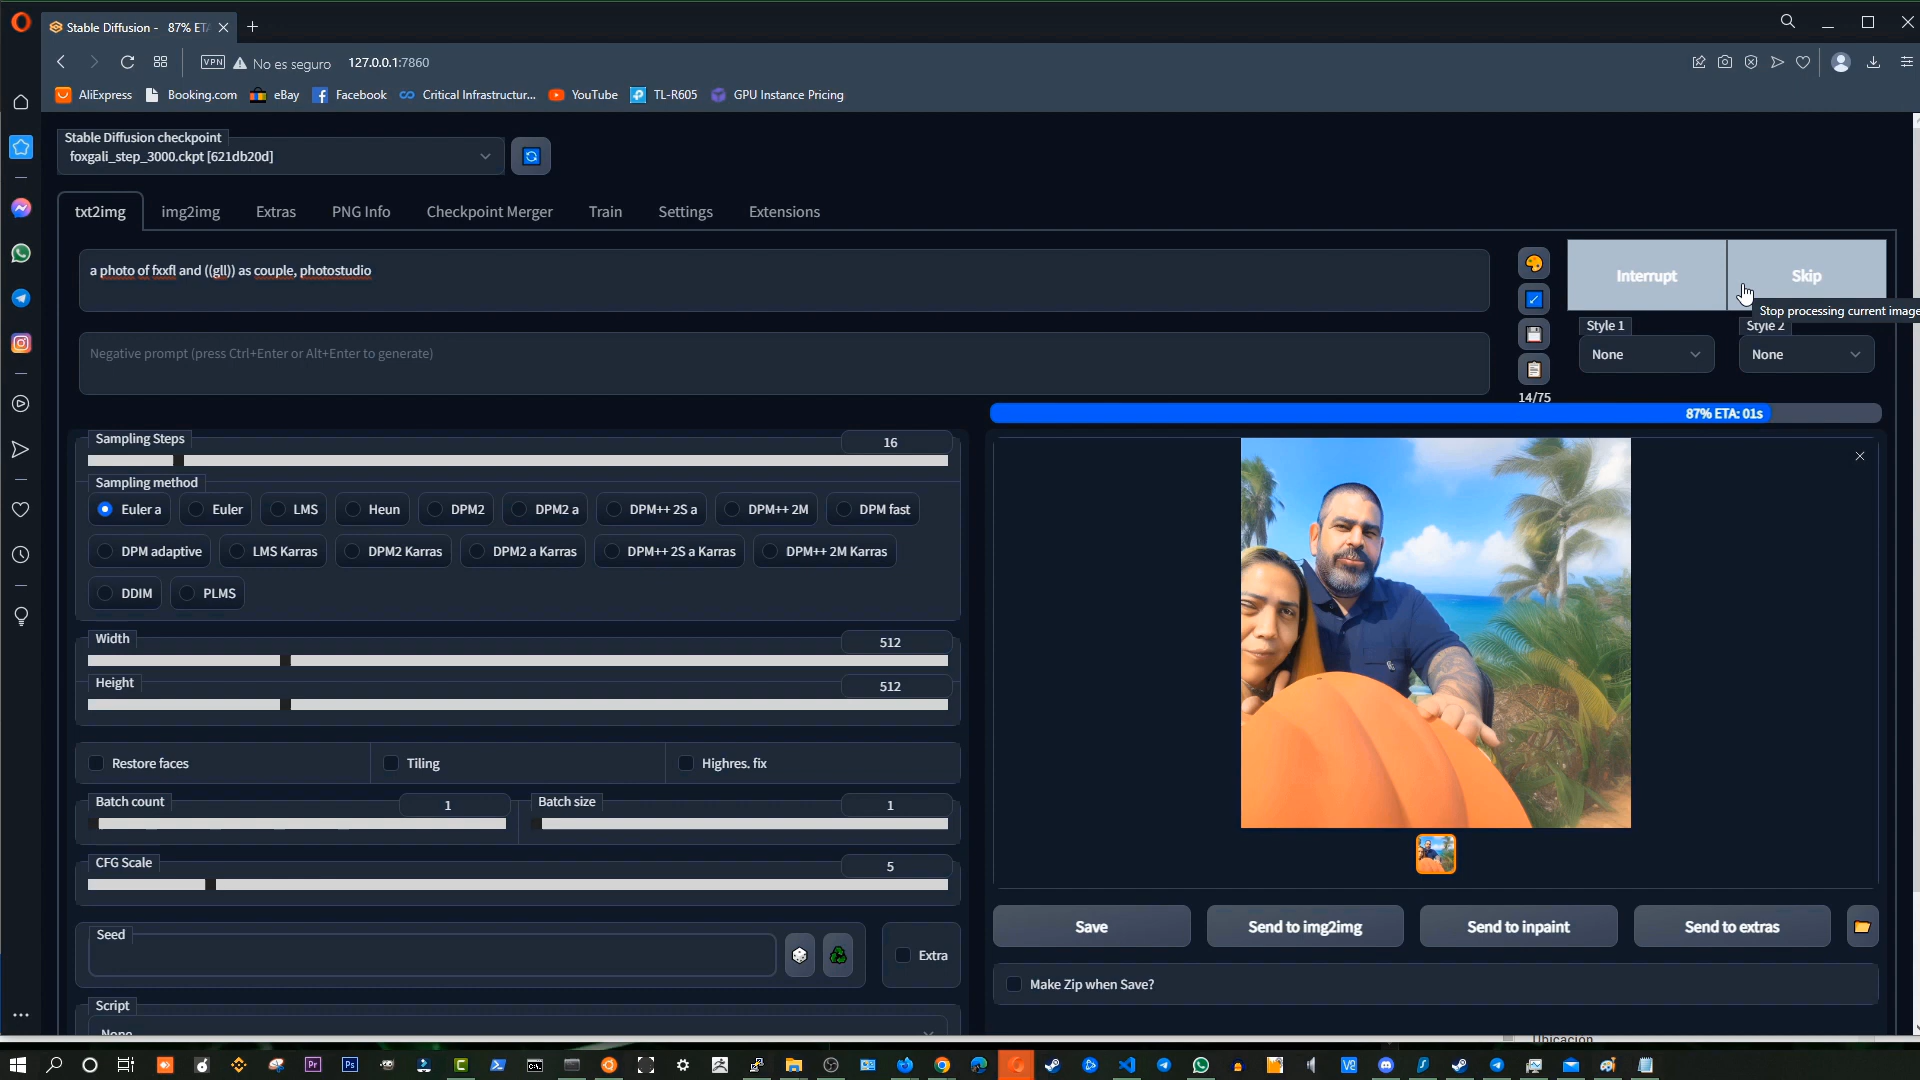 Stable Diffusion - 87% ET
VPN No es seguro 127.0.0.1:7860
AliExpress Booking.com eBay Facebook Critical Infrastructur... YouTube TL-R605 GPU Instance Pricing
Stable Diffusion checkpoint
foxgali_step_3000.ckpt [621db20d]
txt2img img2img Extras PNG Info Checkpoint Merger Train Settings Extensions
a photo of fxxfl and ((gll)) as couple, photostudio
Interrupt Skip
Stop processing current image
Style 1 Style 2
None None
Negative prompt (press Ctrl+Enter or Alt+Enter to generate)
14/75
87% ETA: 01s
Sampling Steps 16
Sampling method
Euler a Euler LMS Heun DPM2 DPM2 a DPM++ 2S a DPM++ 2M DPM fast
DPM adaptive LMS Karras DPM2 Karras DPM2 a Karras DPM++ 2S a Karras DPM++ 2M Karras
DDIM PLMS
Width 512
Height 512
Restore faces Tiling Highres. fix
Batch count 1 Batch size 1
CFG Scale 5
Seed
Extra
Script
None
Save Send to img2img Send to inpaint Send to extras
Make Zip when Save?
Ubicación
Pr Ps